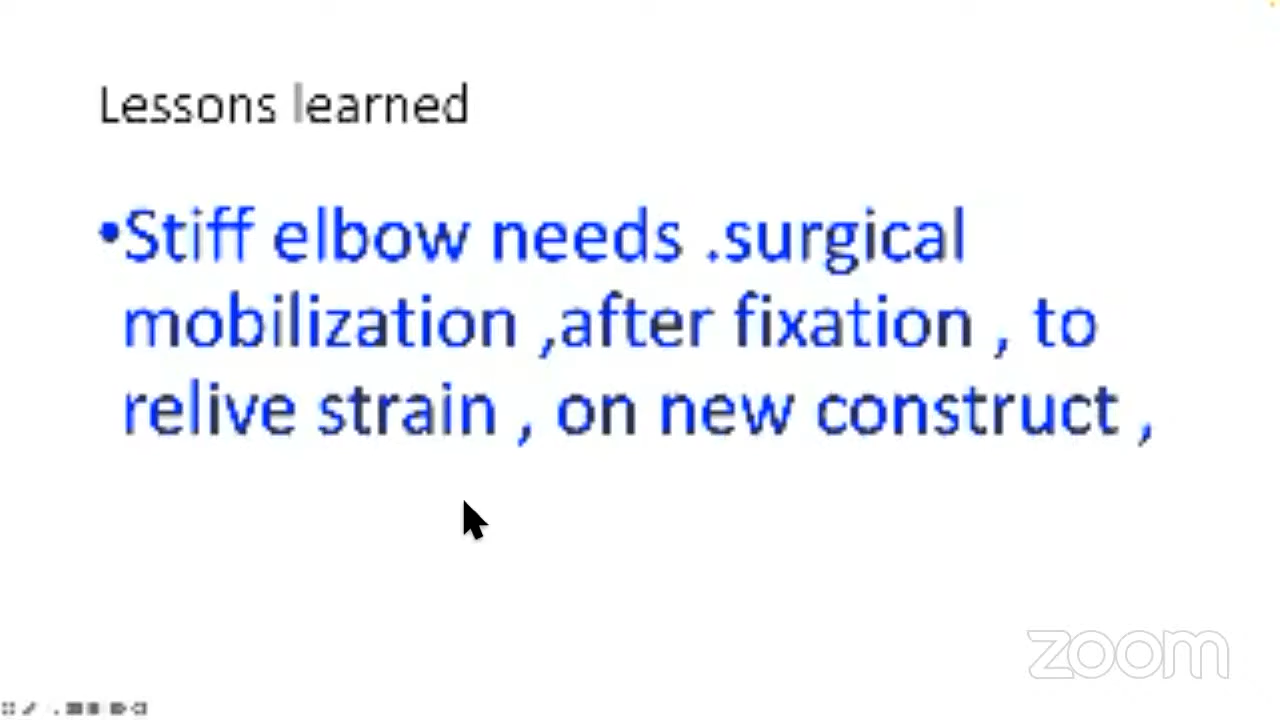 Lessons learned
•Stiff elbow needs .surgical
mobilization ,after fixation , to
relive strain , on new construct ,
zoom